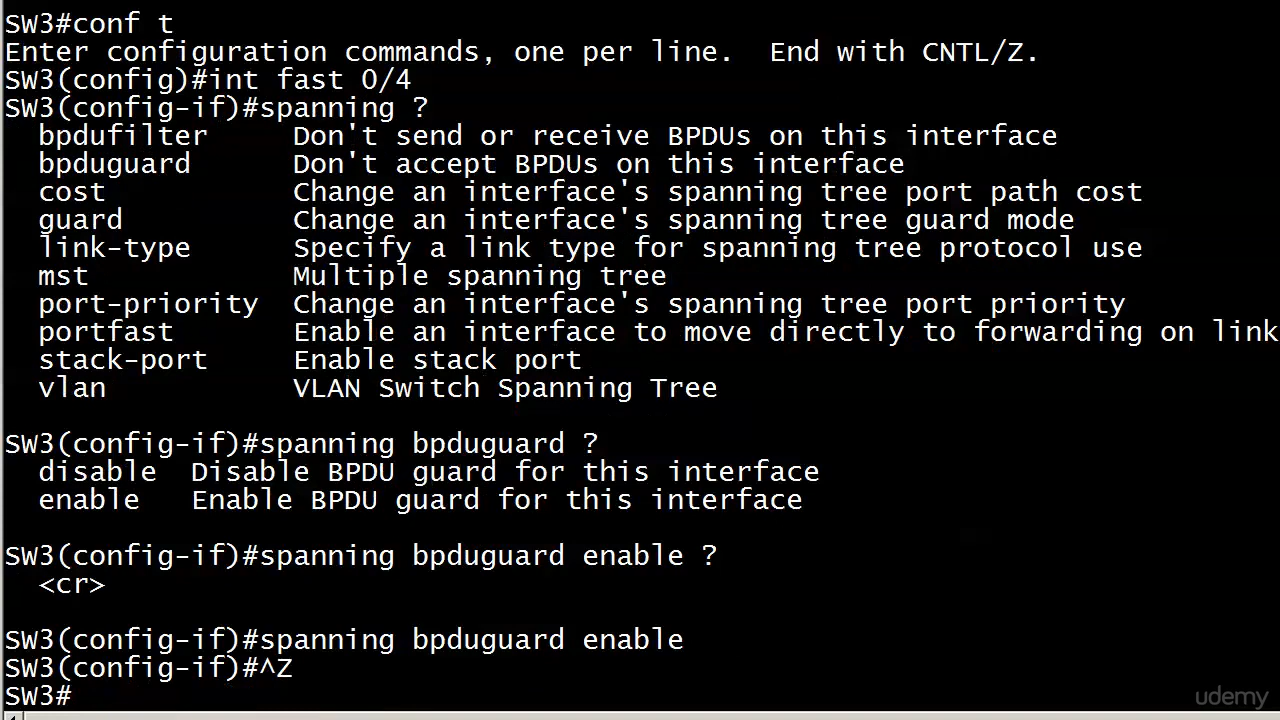 SW3#conf t
Enter configuration commands, one per line.  End with CNTL/Z.
SW3(config)#int fast 0/4
SW3(config-if)#spanning ?
  bpdufilter     Don't send or receive BPDUs on this interface
  bpduguard      Don't accept BPDUs on this interface
  cost           Change an interface's spanning tree port path cost
  guard          Change an interface's spanning tree guard mode
  link-type      Specify a link type for spanning tree protocol use
  mst            Multiple spanning tree
  port-priority  Change an interface's spanning tree port priority
  portfast       Enable an interface to move directly to forwarding on link
  stack-port     Enable stack port
  vlan           VLAN Switch Spanning Tree
SW3(config-if)#spanning bpduguard ?
  disable  Disable BPDU guard for this interface
  enable   Enable BPDU guard for this interface
SW3(config-if)#spanning bpduguard enable ?
  <cr>
SW3(config-if)#spanning bpduguard enable
SW3(config-if)#^Z
SW3#
udemy